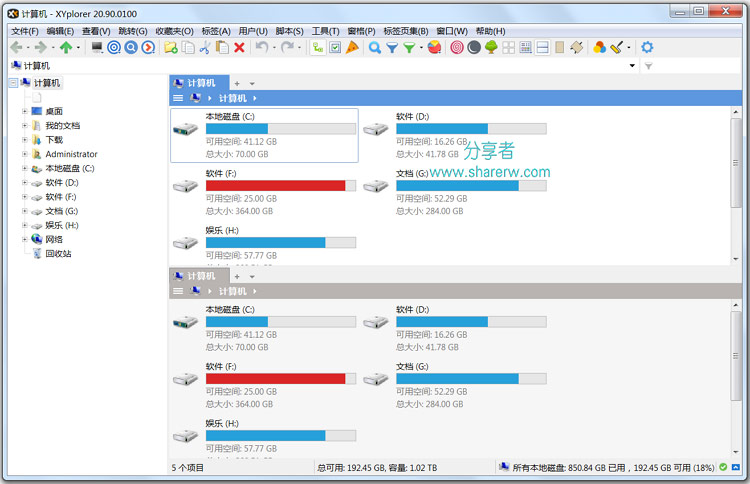 计算机 - XYplorer 20.90.0100
文件(F) 编辑(E) 查看(V) 跳转(G) 收藏夹(O) 标签(A) 用户(U) 脚本(S) 工具(T) 窗格(P) 标签页集(B) 窗口(W) 帮助(H)
计算机
计算机
桌面
我的文档
下载
Administrator
本地磁盘 (C:)
软件 (D:)
软件 (F:)
文档 (G:)
娱乐 (H:)
网络
回收站
计算机
计算机
本地磁盘 (C:)
可用空间: 41.12 GB
总大小: 70.00 GB
软件 (D:)
可用空间: 16.26 GB
总大小: 41.78 GB
分享者
www.sharerw.com
软件 (F:)
可用空间: 25.00 GB
总大小: 364.00 GB
文档 (G:)
可用空间: 52.29 GB
总大小: 284.00 GB
娱乐 (H:)
可用空间: 57.77 GB
计算机
计算机
本地磁盘 (C:)
可用空间: 41.12 GB
总大小: 70.00 GB
软件 (D:)
可用空间: 16.26 GB
总大小: 41.78 GB
软件 (F:)
可用空间: 25.00 GB
总大小: 364.00 GB
文档 (G:)
可用空间: 52.29 GB
总大小: 284.00 GB
娱乐 (H:)
可用空间: 57.77 GB
5 个项目
总可用: 192.45 GB, 容量: 1.02 TB
所有本地磁盘: 850.84 GB 已用，192.45 GB 可用 (18%)